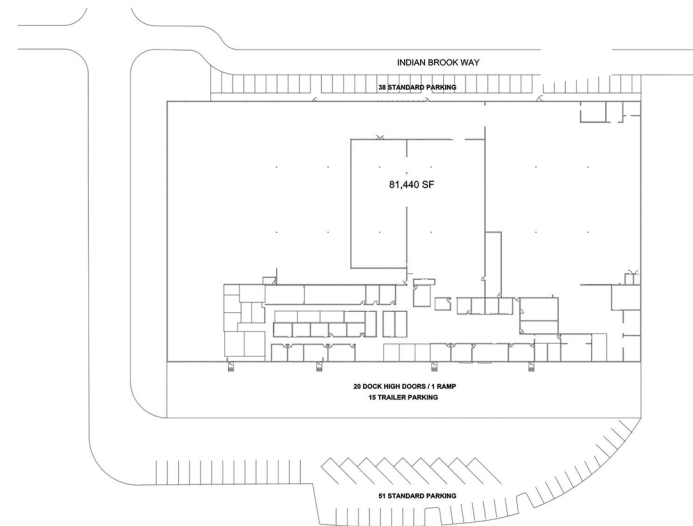 INDIAN BROOK WAY
38 STANDARD PARKING
81,440 SF
20 DOCK HIGH DOORS / 1 RAMP
15 TRAILER PARKING
51 STANDARD PARKING